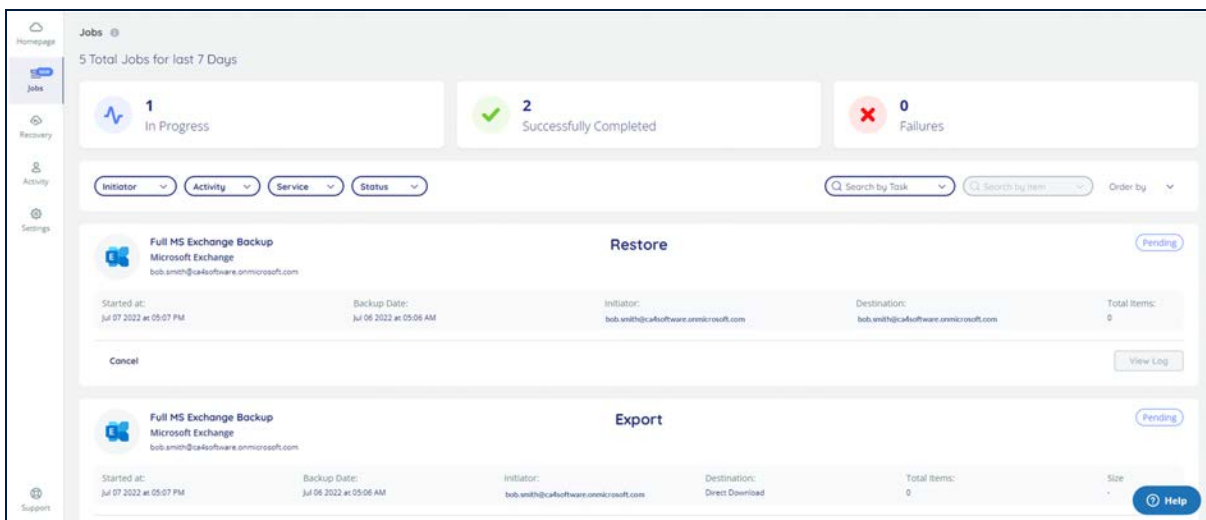 Homepage
NEW
Jobs
Recovery
Activity
Settings
Support
Jobs
5 Total Jobs for last 7 Days
1
In Progress
2
Successfully Completed
0
Failures
Initiator
Activity
Service
Status
Search by Task
Search by Item
Order by
Full MS Exchange Backup
Microsoft Exchange
bob.smith@ca4software.onmicrosoft.com
Restore
Pending
Started at:
Jul 07 2022 at 05:07 PM
Backup Date:
Jul 06 2022 at 05:06 AM
Initiator:
bob.smith@ca4software.onmicrosoft.com
Destination:
bob.smith@ca4software.onmicrosoft.com
Total Items:
0
Cancel
View Log
Full MS Exchange Backup
Microsoft Exchange
bob.smith@ca4software.onmicrosoft.com
Export
Pending
Started at:
Jul 07 2022 at 05:07 PM
Backup Date:
Jul 06 2022 at 05:06 AM
Initiator:
bob.smith@ca4software.onmicrosoft.com
Destination:
Direct Download
Total Items:
0
Size
-
Help